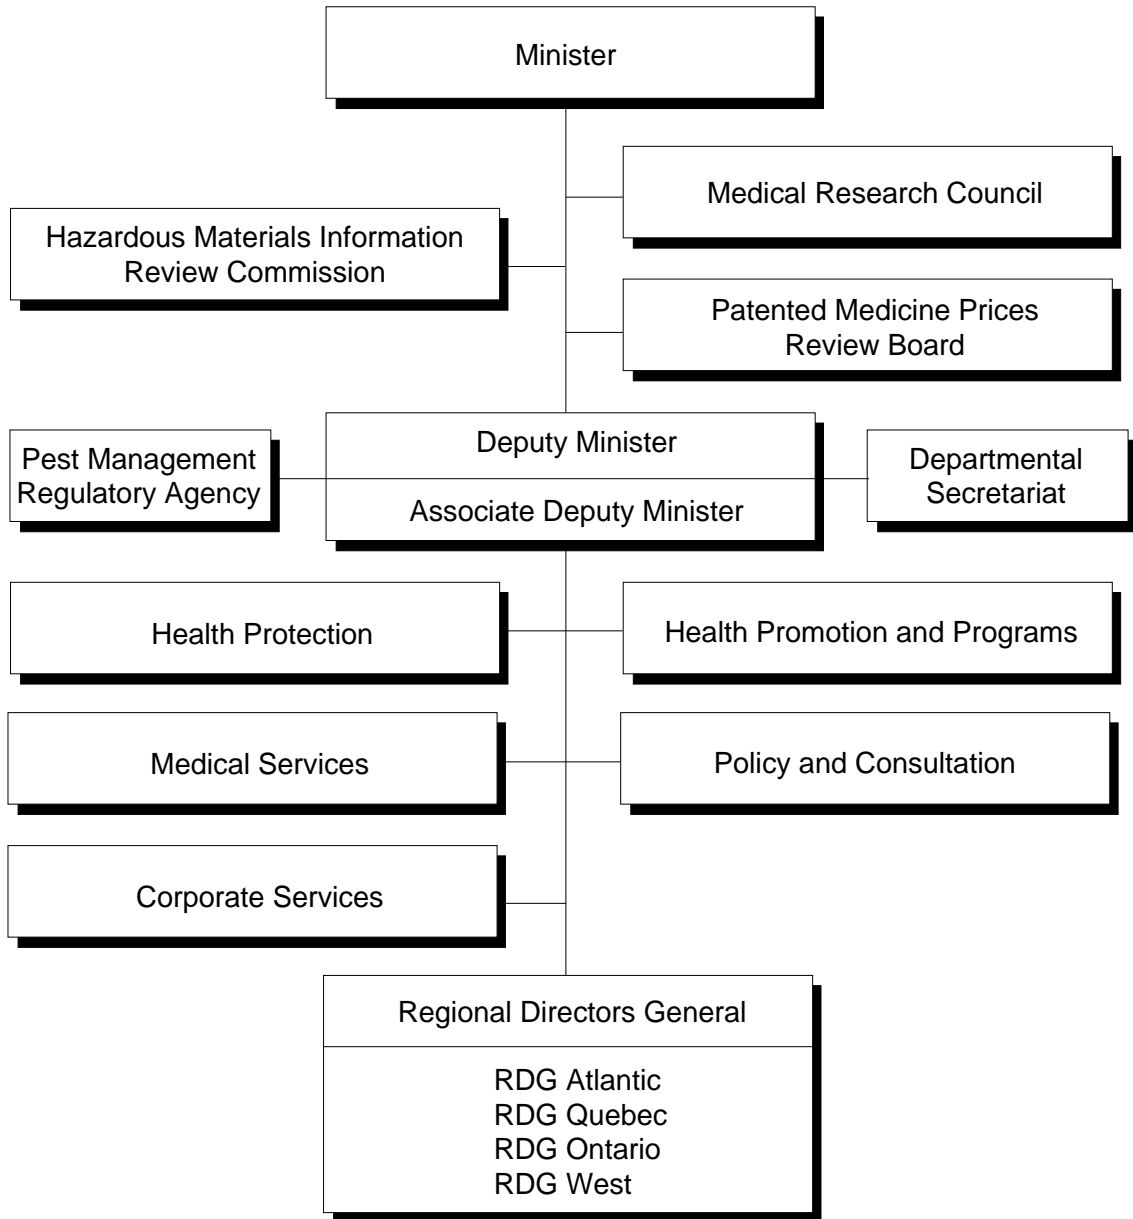 Minister
Medical Research Council
Hazardous Materials Information
Review Commission
Patented Medicine Prices
Review Board
Deputy Minister
Associate Deputy Minister
Pest Management
Regulatory Agency
Departmental
Secretariat
Health Protection
Health Promotion and Programs
Medical Services
Policy and Consultation
Corporate Services
Regional Directors General
RDG Atlantic
RDG Quebec
RDG Ontario
RDG West